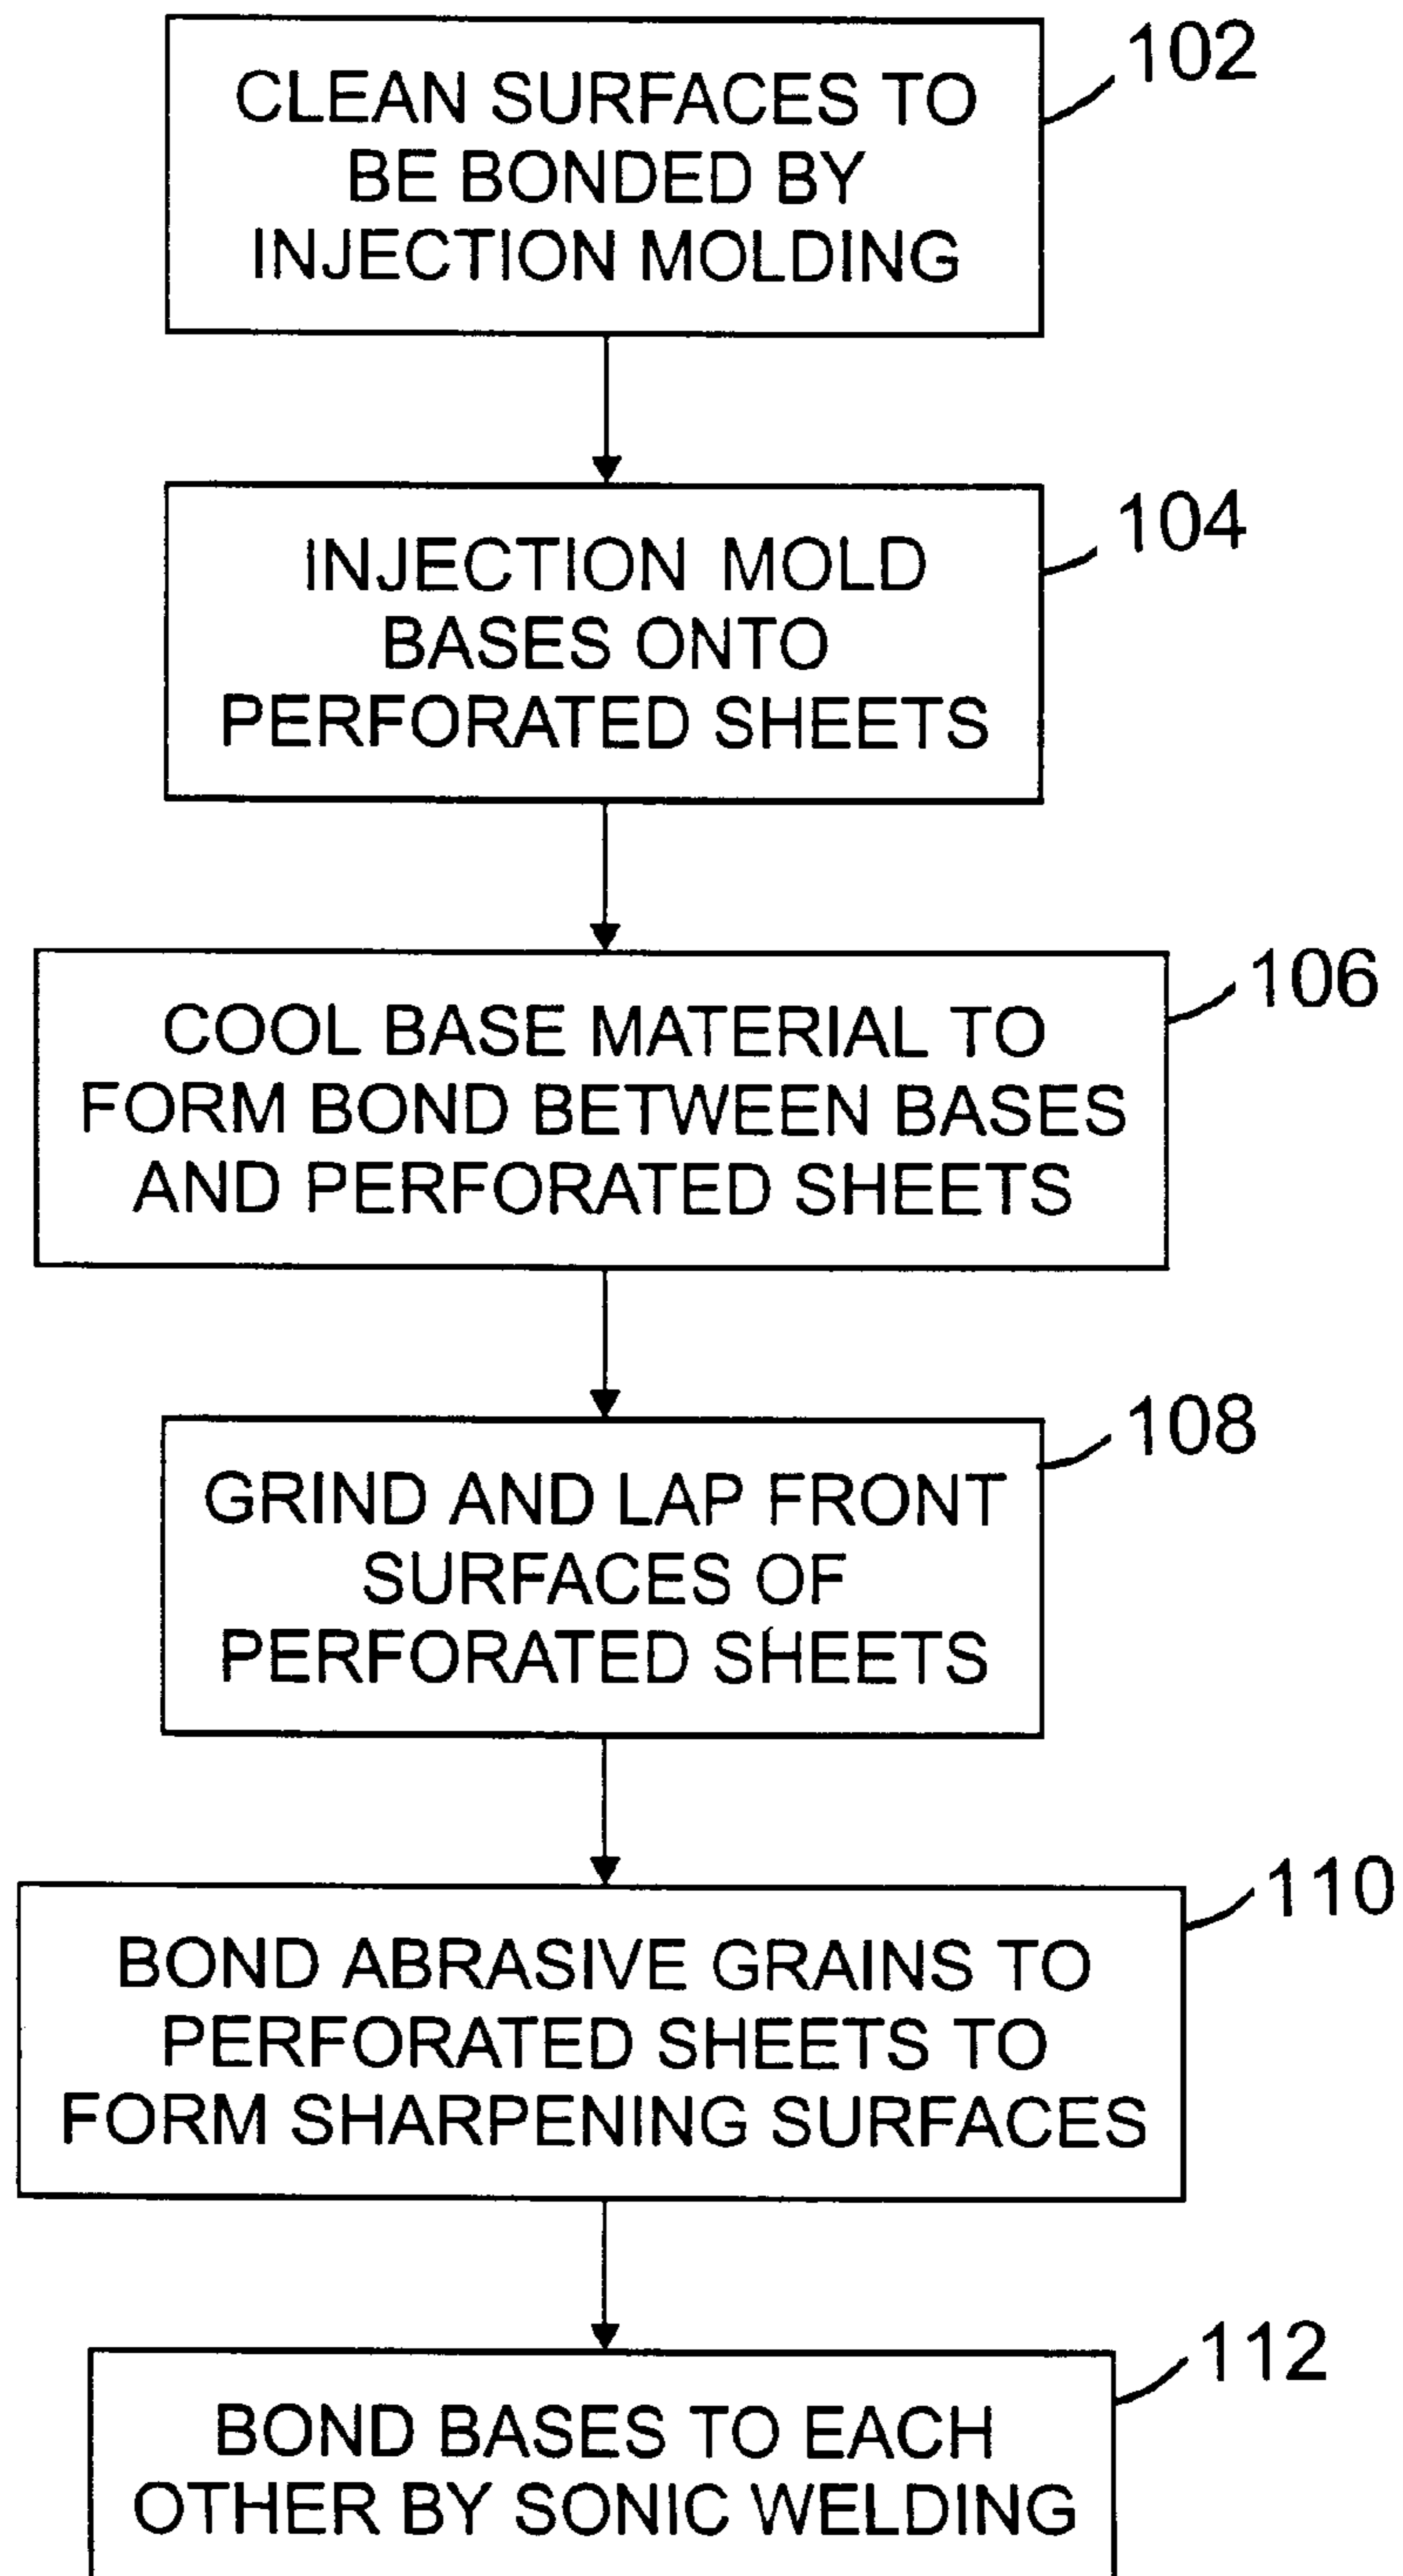 102
CLEAN SURFACES TO
BE BONDED BY
INJECTION MOLDING
104
INJECTION MOLD
BASES ONTO
PERFORATED SHEETS
106
COOL BASE MATERIAL TO
FORM BOND BETWEEN BASES
AND PERFORATED SHEETS
108
GRIND AND LAP FRONT
SURFACES OF
PERFORATED SHEETS
110
BOND ABRASIVE GRAINS TO
PERFORATED SHEETS TO
FORM SHARPENING SURFACES
112
BOND BASES TO EACH
OTHER BY SONIC WELDING